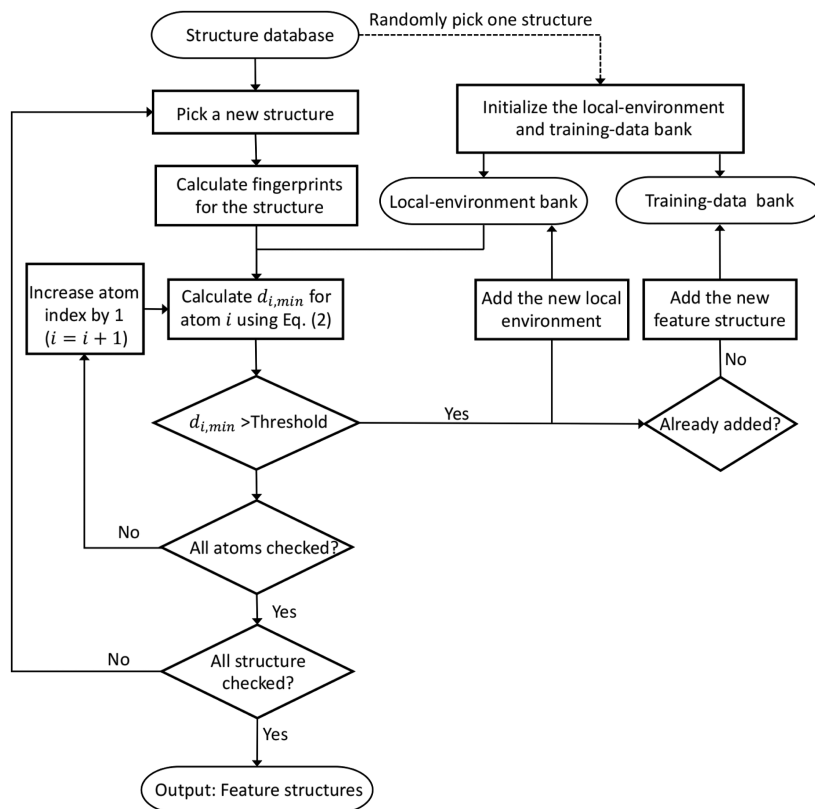 Structure database
Randomly pick one structure
Pick a new structure
Initialize the local-environment
and training-data bank
Calculate fingerprints
for the structure
Local-environment bank
Training-data bank
Increase atom
index by 1
(i = i + 1)
Calculate d_{i,min} for
atom i using Eq. (2)
Add the new local
environment
Add the new
feature structure
No
d_{i,min} >Threshold
Yes
Already added?
No
All atoms checked?
Yes
No
All structure
checked?
Yes
Output: Feature structures